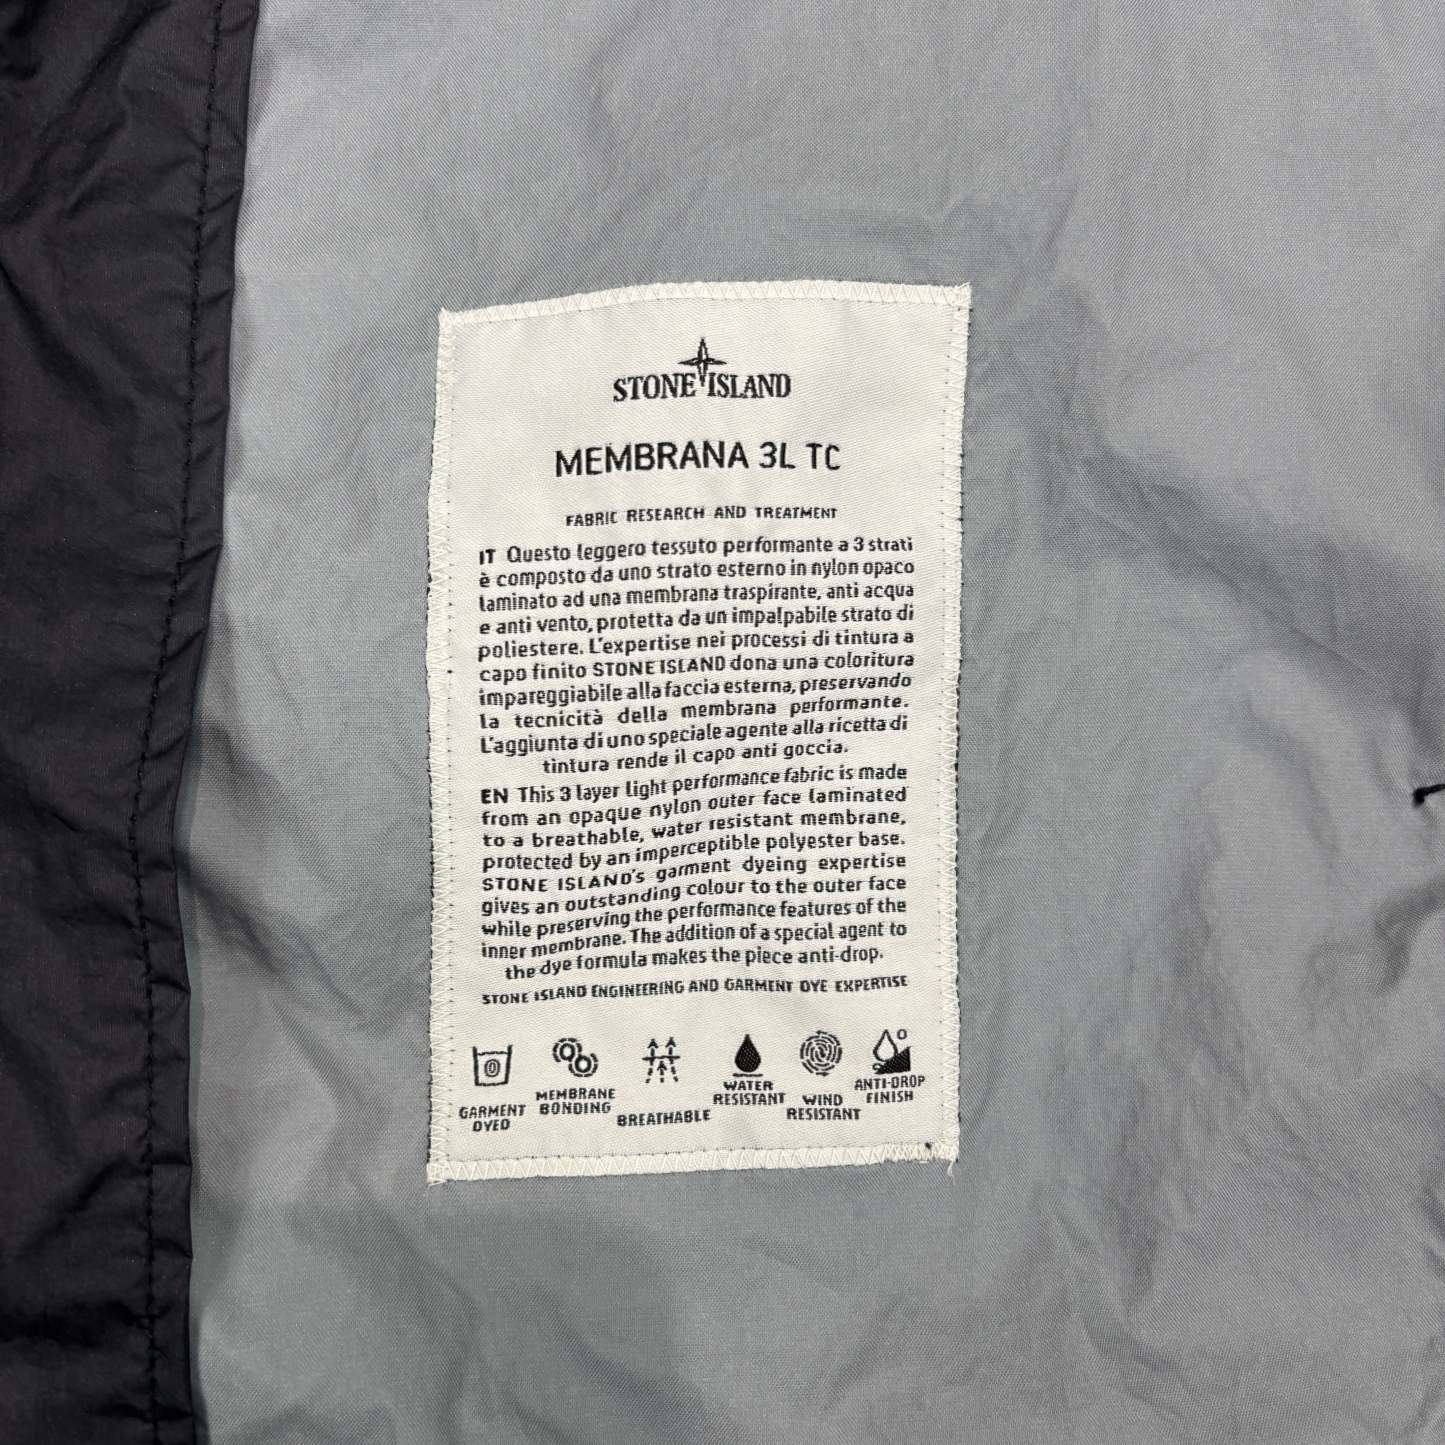 STONE ISLAND
MEMBRANA 3L TC
FABRIC RESEARCH AND TREATMENT
IT Questo leggero tessuto performante a 3 strati
è composto da uno strato esterno in nylon opaco
laminato ad una membrana traspirante, anti acqua
e anti vento, protetta da un impalpabile strato di
poliestere. L'expertise nei processi di tintura a
capo finito STONE ISLAND dona una coloritura
impareggiabile alla faccia esterna, preservando
la tecnicità della membrana performante.
L'aggiunta di uno speciale agente alla ricetta di
tintura rende il capo anti goccia.
EN This 3 layer light performance fabric is made
from an opaque nylon outer face laminated
to a breathable, water resistant membrane,
protected by an imperceptible polyester base.
STONE ISLAND's garment dyeing expertise
gives an outstanding colour to the outer face
while preserving the performance features of the
inner membrane. The addition of a special agent to
the dye formula makes the piece anti-drop.
STONE ISLAND ENGINEERING AND GARMENT DYE EXPERTISE
GARMENT
DYED
MEMBRANE
BONDING
BREATHABLE
WATER
RESISTANT
WIND
RESISTANT
ANTI-DROP
FINISH